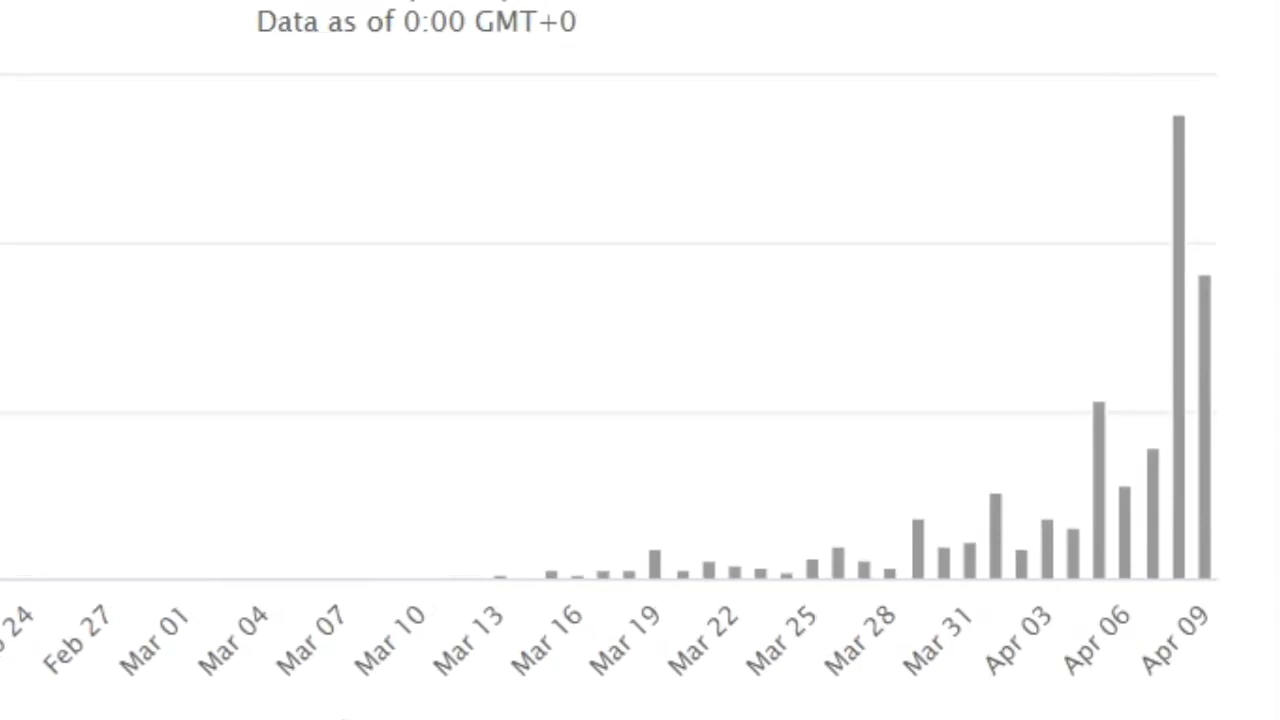 Data as of 0:00 GMT+0
24
Feb 27
Mar 01
Mar 04
Mar 07
Mar 10
Mar 13
Mar 16
Mar 19
Mar 22
Mar 25
Mar 28
Mar 31
Apr 03
Apr 06
Apr 09